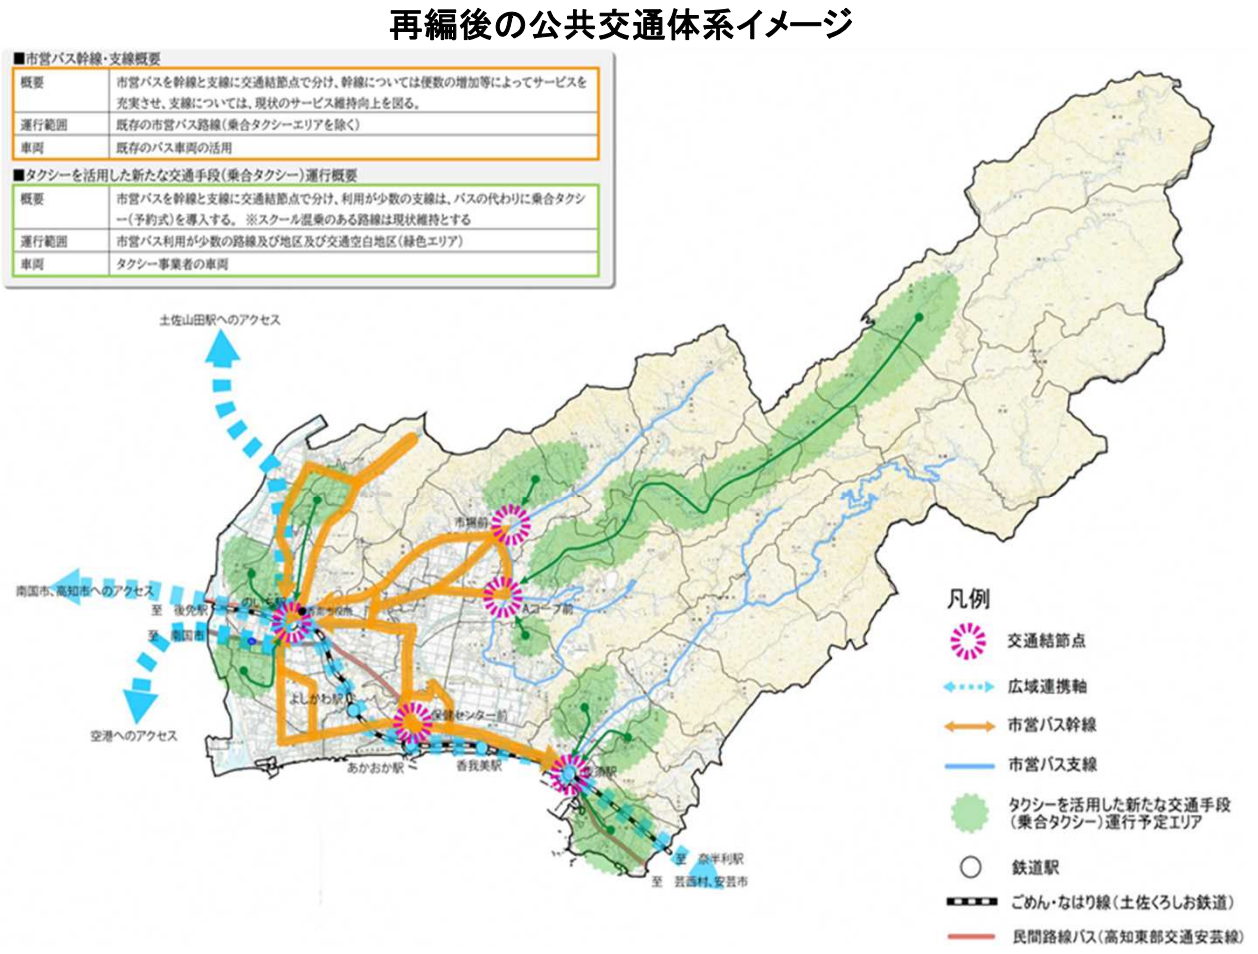 再編後の公共交通体系イメージ
■市営バス幹線・支線概要
概要
市営バスを幹線と支線に交通結節点で分け、幹線については便数の増加等によってサービスを
充実させ、支線については、現状のサービス維持向上を図る。
運行範囲
既存の市営バス路線(乗合タクシーエリアを除く)
車両
既存のバス車両の活用
■タクシーを活用した新たな交通手段(乗合タクシー)運行概要
概要
市営バスを幹線と支線に交通結節点で分け、利用が少数の支線は、バスの代わりに乗合タクシ
ー(予約式)を導入する。 ※スクール混乗のある路線は現状維持とする
運行範囲
市営バス利用が少数の路線及び地区及び交通空白地区(緑色エリア)
車両
タクシー事業者の車両
土佐山田駅へのアクセス
市場前
南国市、高知市へのアクセス
のいち駅
至 後免駅
Aコープ前
至 南国市
よしかわ駅
保健センター前
空港へのアクセス
あかおか駅
香我美駅
夜須駅
至 奈半利駅
至 芸西村、安芸市
凡例
交通結節点
広域連携軸
市営バス幹線
市営バス支線
タクシーを活用した新たな交通手段
(乗合タクシー)運行予定エリア
鉄道駅
ごめん・なはり線(土佐くろしお鉄道)
民間路線バス(高知東部交通安芸線)